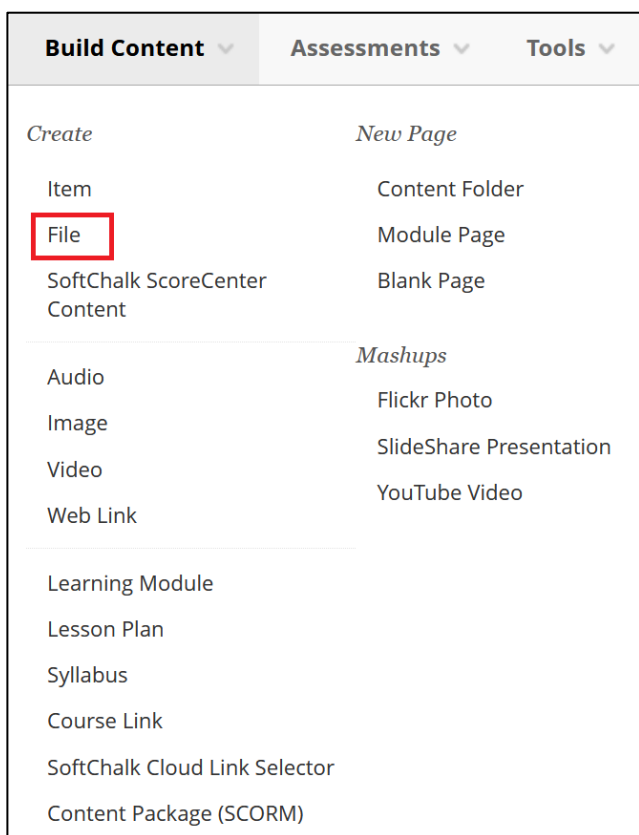 Build Content Assessments Tools
Create
Item
File
SoftChalk ScoreCenter
Content
Audio
Image
Video
Web Link
Learning Module
Lesson Plan
Syllabus
Course Link
SoftChalk Cloud Link Selector
Content Package (SCORM)
New Page
Content Folder
Module Page
Blank Page
Mashups
Flickr Photo
SlideShare Presentation
YouTube Video